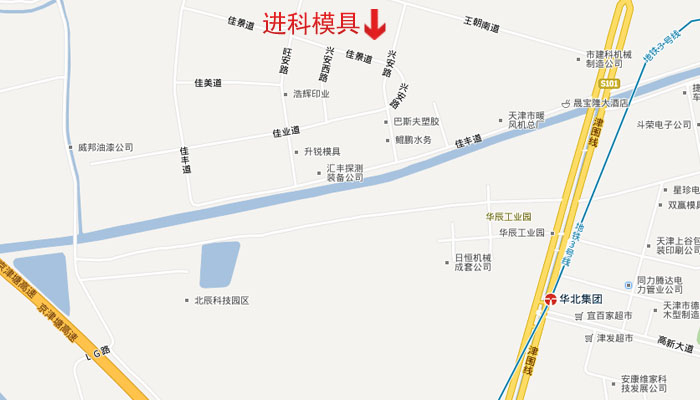 进科模具
佳景道
王朝南道
地铁3号线
旺安路
兴安西路
佳景道
兴安路
市建科机械
制造公司
S101
佳美道
浩辉印业
兴安路
晟宝隆大酒店
捷
车
津围线
巴斯夫塑胶
天津市暖
风机总厂
斗荣电子公司
佳业道
鲲鹏水务
佳丰道
威邦油漆公司
升锐模具
佳丰道
汇丰探测
装备公司
星珍电
双赢模具
华辰工业园
华辰工业园
地铁3号线
天津上谷包
装印刷公司
日恒机械
成套公司
京津塘高速
京津塘高速
北辰科技园区
同力腾达电
力管业公司
华北集团
宜百家超市
天津市德
木型制造
津发超市
高新大道
LG路
津围线
安康维家科
技发展公司